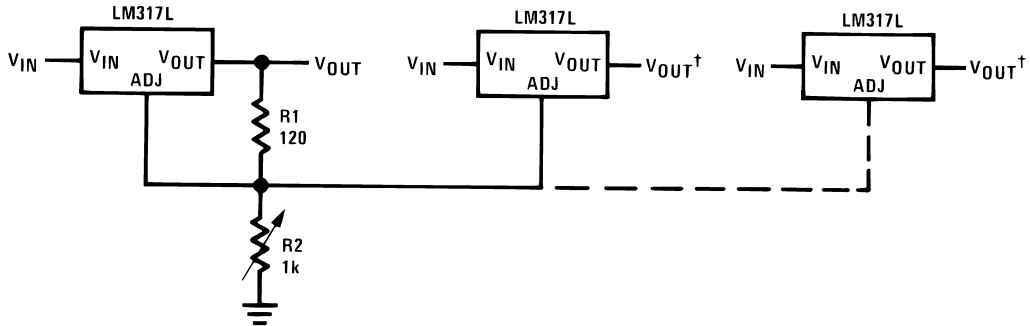 LM317L
VIN
VIN
VOUT
ADJ
VOUT
R1
120
R2
1k
LM317L
VIN
VIN
VOUT
ADJ
VOUT†
LM317L
VIN
VIN
VOUT
ADJ
VOUT†